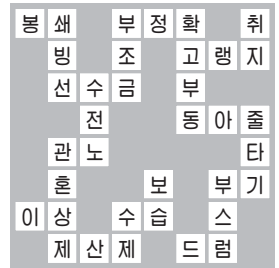 봉쇄 부정확 취
빙 조 고랭지
선수금 부
전 동아줄
관노 타
혼 보 부기
이상 수습 스
제산제 드럼